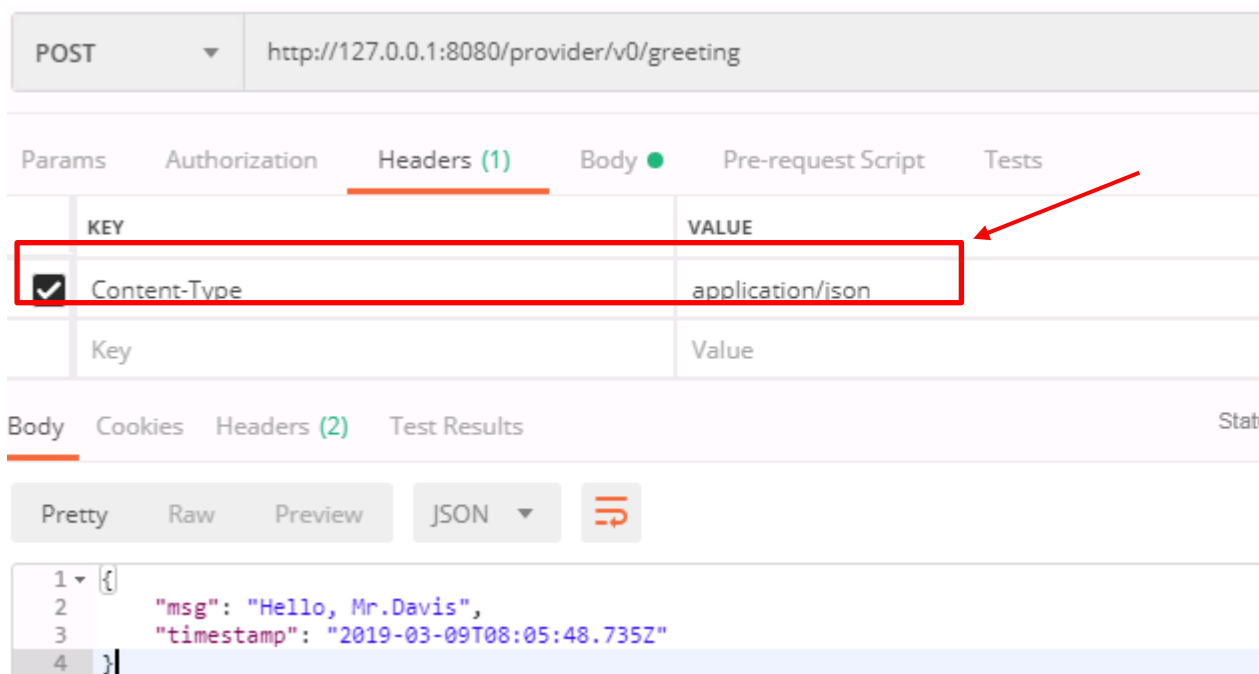 POST http://127.0.0.1:8080/provider/v0/greeting
Params Authorization Headers (1) Body Pre-request Script Tests
KEY VALUE
Content-Type application/json
Key Value
Body Cookies Headers (2) Test Results
Pretty Raw Preview JSON
1 {
2 "msg": "Hello, Mr.Davis",
3 "timestamp": "2019-03-09T08:05:48.735Z"
4 }